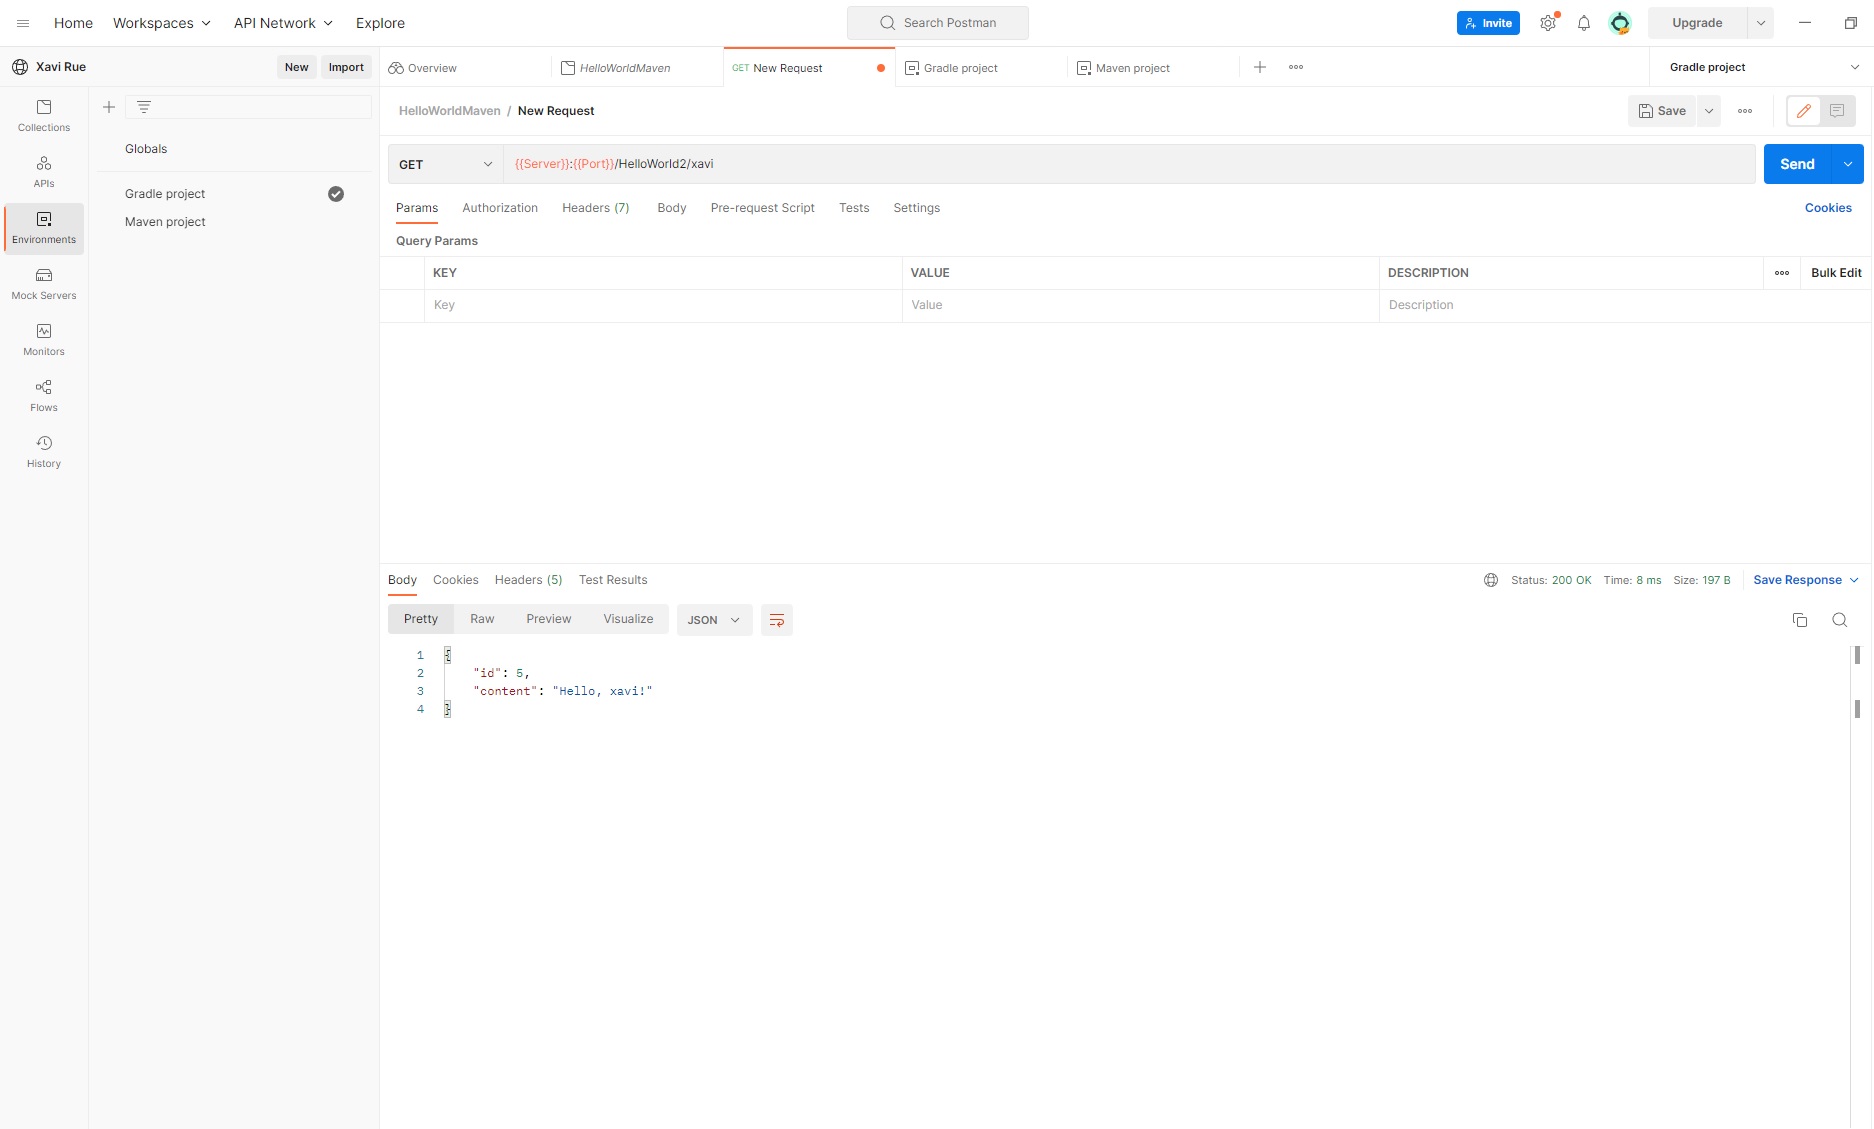 Home Workspaces API Network Explore Search Postman Invite Upgrade
Xavi Rue New Import Overview HelloWorldMaven GET New Request Gradle project Maven project Gradle project
HelloWorldMaven / New Request Save
Collections
Globals
GET {{Server}}:{{Port}}/HelloWorld2/xavi Send
APIs
Gradle project
Params Authorization Headers (7) Body Pre-request Script Tests Settings Cookies
Maven project
Environments
Query Params
KEY VALUE DESCRIPTION Bulk Edit
Mock Servers
Key Value Description
Monitors
Flows
History
Body Cookies Headers (5) Test Results Status: 200 OK Time: 8 ms Size: 197 B Save Response
Pretty Raw Preview Visualize JSON
1 {
2 "id": 5,
3 "content": "Hello, xavi!"
4 }